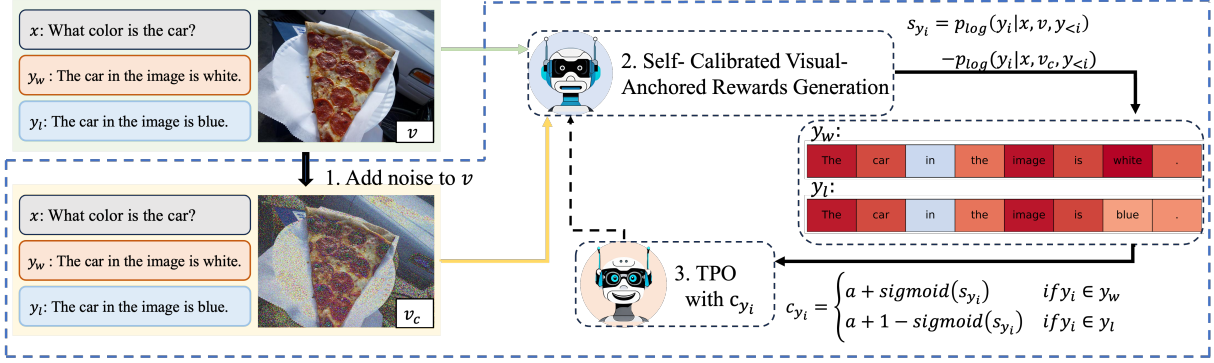 x: What color is the car?
y_w : The car in the image is white.
y_l: The car in the image is blue.
v
1. Add noise to v
x: What color is the car?
y_w : The car in the image is white.
y_l: The car in the image is blue.
v_c
2. Self- Calibrated Visual-
Anchored Rewards Generation
s_{y_i} = p_{log}(y_i|x, v, y_{<i})
−p_{log}(y_i|x, v_c, y_{<i})
y_w:
The car in the image is white .
y_l:
The car in the image is blue .
3. TPO
with c_{y_i}
c_{y_i} = { a + sigmoid(s_{y_i}) if y_i ∈ y_w
a + 1 − sigmoid(s_{y_i}) if y_i ∈ y_l